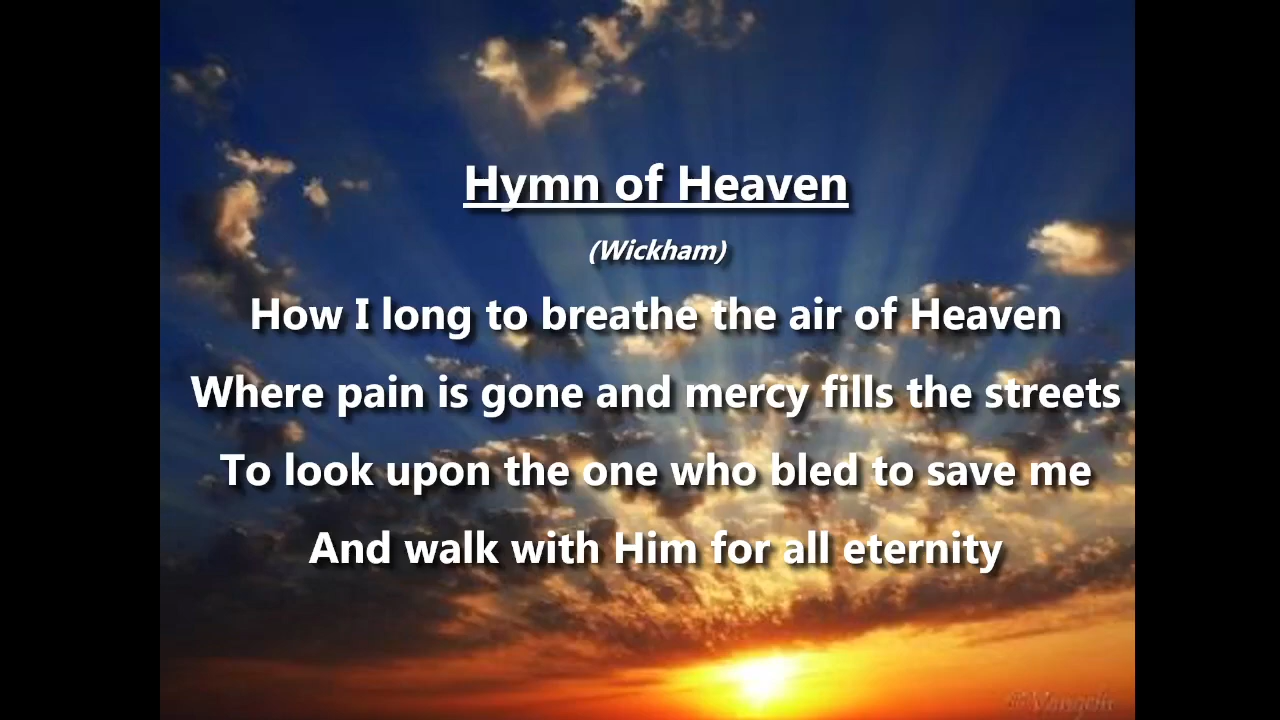 Hymn of Heaven
(Wickham)
How I long to breathe the air of Heaven
Where pain is gone and mercy fills the streets
To look upon the one who bled to save me
And walk with Him for all eternity